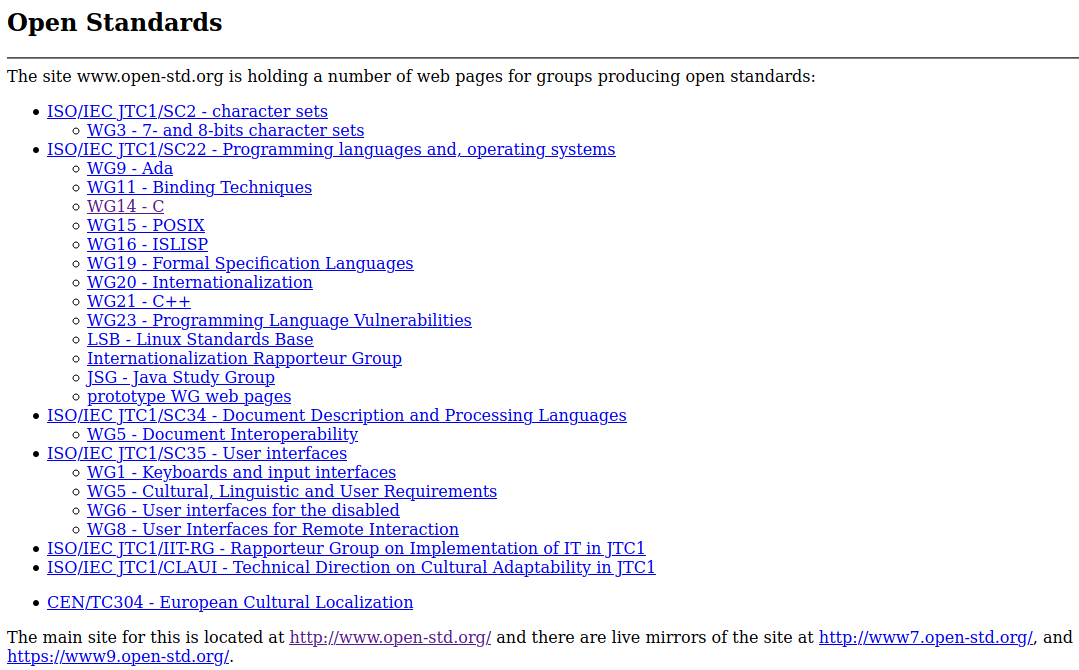 Open Standards
The site www.open-std.org is holding a number of web pages for groups producing open standards:
ISO/IEC JTC1/SC2 - character sets
WG3 - 7- and 8-bits character sets
ISO/IEC JTC1/SC22 - Programming languages and, operating systems
WG9 - Ada
WG11 - Binding Techniques
WG14 - C
WG15 - POSIX
WG16 - ISLISP
WG19 - Formal Specification Languages
WG20 - Internationalization
WG21 - C++
WG23 - Programming Language Vulnerabilities
LSB - Linux Standards Base
Internationalization Rapporteur Group
JSG - Java Study Group
prototype WG web pages
ISO/IEC JTC1/SC34 - Document Description and Processing Languages
WG5 - Document Interoperability
ISO/IEC JTC1/SC35 - User interfaces
WG1 - Keyboards and input interfaces
WG5 - Cultural, Linguistic and User Requirements
WG6 - User interfaces for the disabled
WG8 - User Interfaces for Remote Interaction
ISO/IEC JTC1/IIT-RG - Rapporteur Group on Implementation of IT in JTC1
ISO/IEC JTC1/CLAUI - Technical Direction on Cultural Adaptability in JTC1
CEN/TC304 - European Cultural Localization
The main site for this is located at http://www.open-std.org/ and there are live mirrors of the site at http://www7.open-std.org/, and
https://www9.open-std.org/.